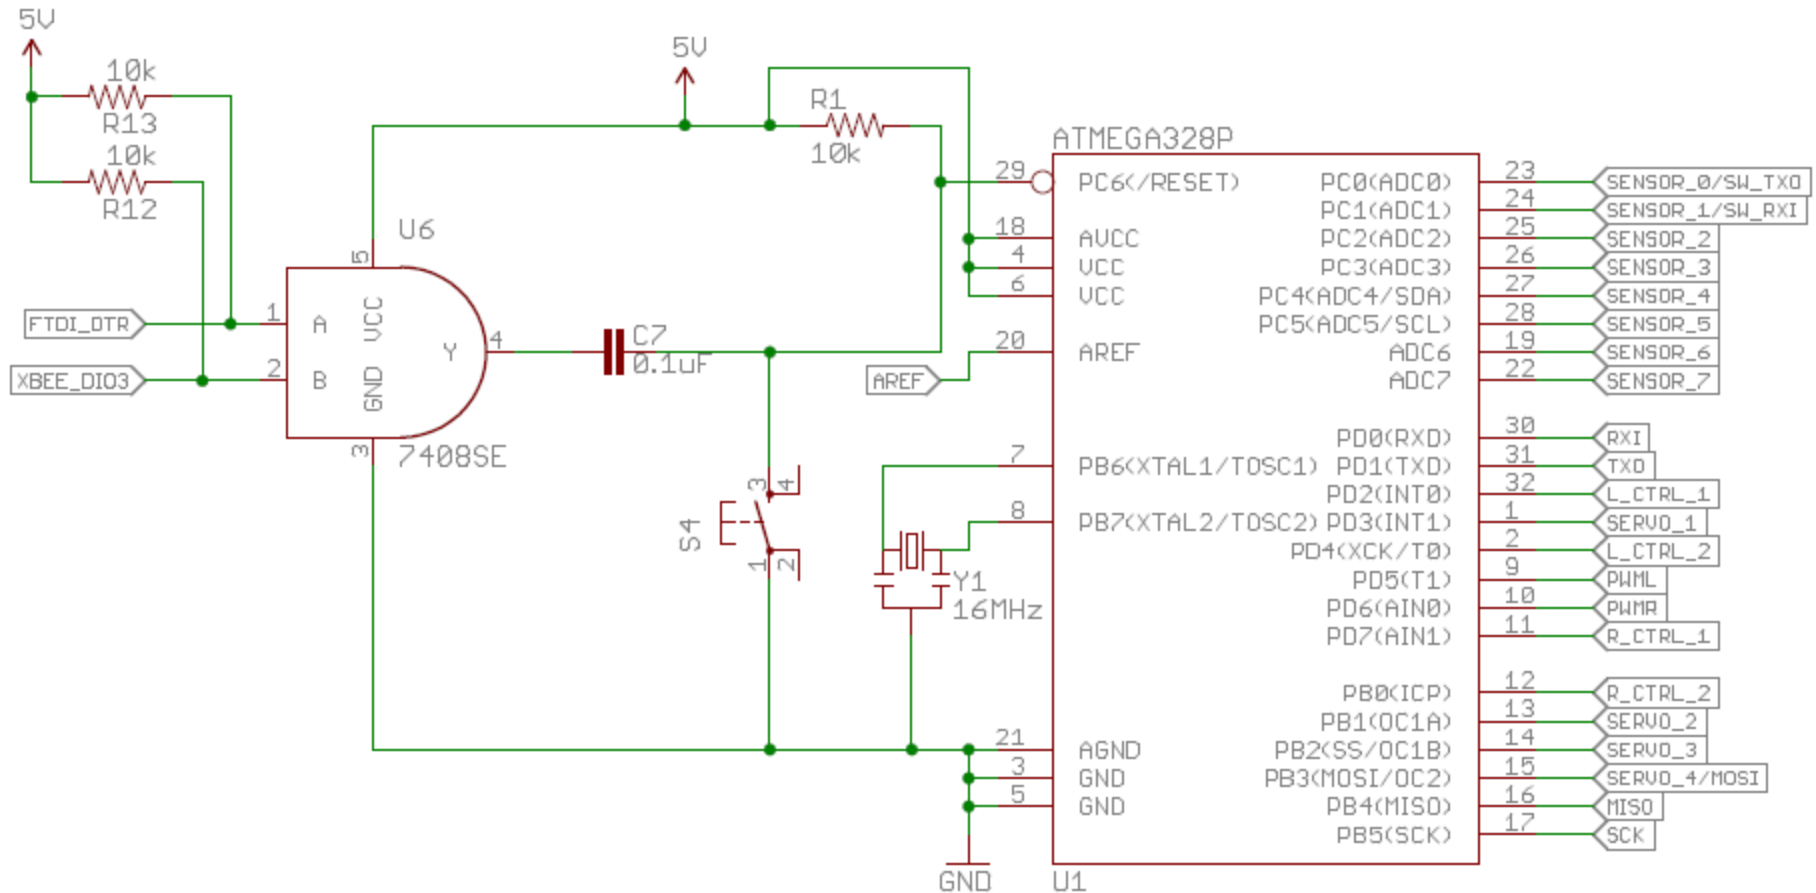 5V
10k
R13
10k
R12
5V
R1
10k
U6
5
1
A
VCC
FTDI_DTR
Y
4
2
B
GND
XBEE_DIO3
3
7408SE
C7
0.1uF
S4
3
4
1
2
Y1
16MHz
AREF
ATMEGA328P
29 PC6(/RESET)
18 AVCC
4 VCC
6 VCC
20 AREF
7 PB6(XTAL1/TOSC1)
8 PB7(XTAL2/TOSC2)
21 AGND
3 GND
5 GND
PC0(ADC0) 23 SENSOR_0/SW_TXO
PC1(ADC1) 24 SENSOR_1/SW_RXI
PC2(ADC2) 25 SENSOR_2
PC3(ADC3) 26 SENSOR_3
PC4(ADC4/SDA) 27 SENSOR_4
PC5(ADC5/SCL) 28 SENSOR_5
ADC6 19 SENSOR_6
ADC7 22 SENSOR_7
PD0(RXD) 30 RXI
PD1(TXD) 31 TXO
PD2(INT0) 32 L_CTRL_1
PD3(INT1) 1 SERVO_1
PD4(XCK/T0) 2 L_CTRL_2
PD5(T1) 9 PWML
PD6(AIN0) 10 PWMR
PD7(AIN1) 11 R_CTRL_1
PB0(ICP) 12 R_CTRL_2
PB1(OC1A) 13 SERVO_2
PB2(SS/OC1B) 14 SERVO_3
PB3(MOSI/OC2) 15 SERVO_4/MOSI
PB4(MISO) 16 MISO
PB5(SCK) 17 SCK
GND
U1